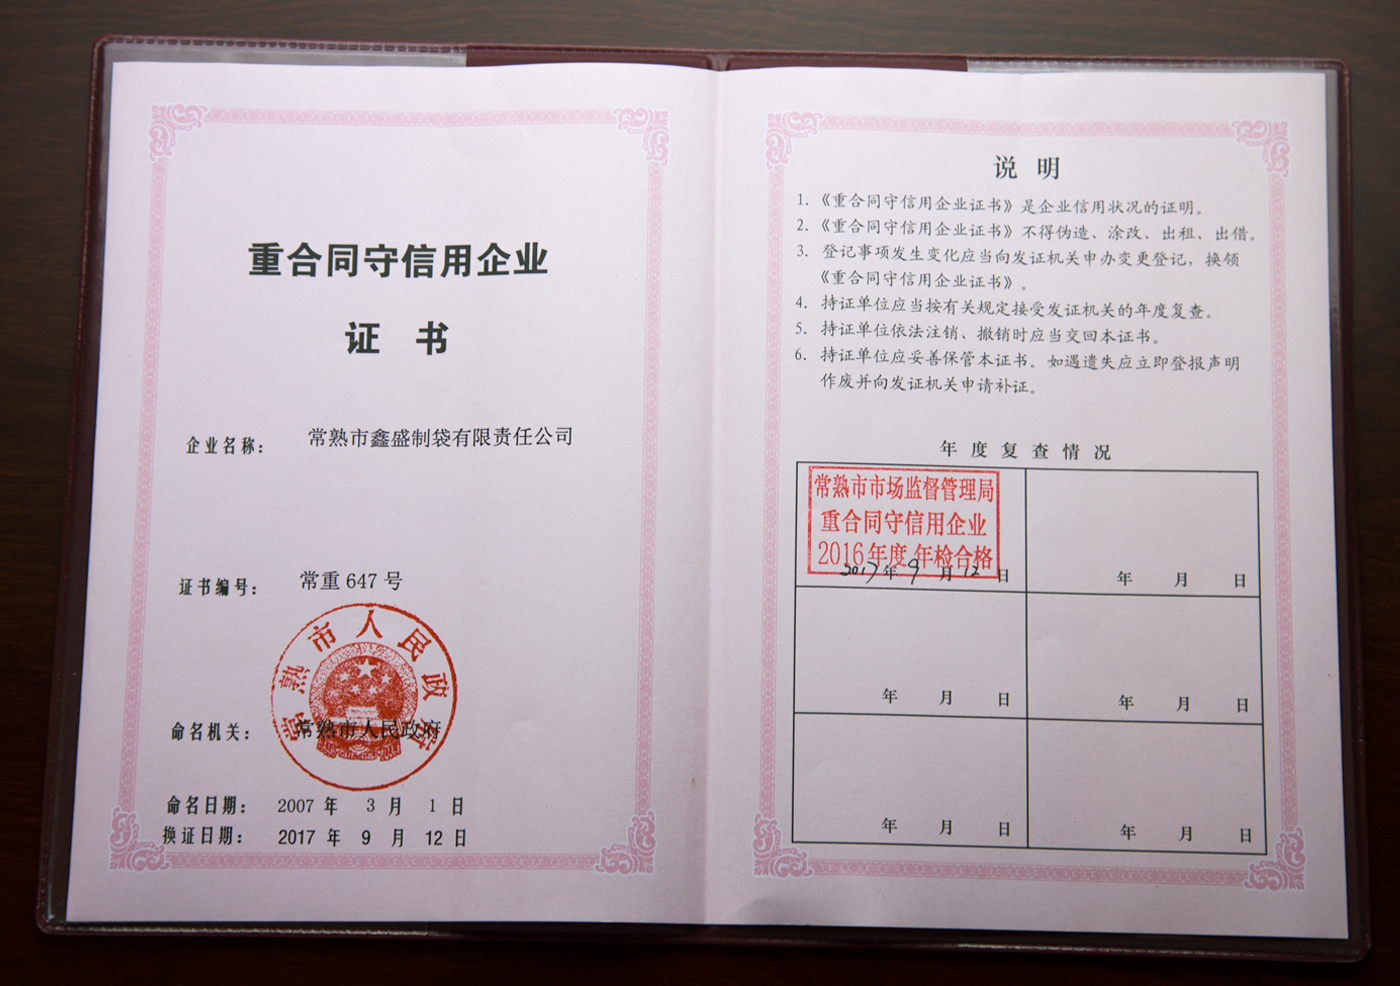 重合同守信用企业
证 书
企业名称： 常熟市鑫盛制袋有限责任公司
证书编号： 常重 647 号
常熟市人民政府
命名机关： 常熟市人民政府
命名日期： 2007 年 3 月 1 日
换证日期： 2017 年 9 月 12 日
说 明
1. 《重合同守信用企业证书》是企业信用状况的证明。
2. 《重合同守信用企业证书》不得伪造、涂改、出租、出借。
3. 登记事项发生变化应当向发证机关申办变更登记，换领
《重合同守信用企业证书》。
4. 持证单位应当按有关规定接受发证机关的年度复查。
5. 持证单位依法注销、撤销时应当交回本证书。
6. 持证单位应妥善保管本证书。如遇遗失应立即登报声明
作废并向发证机关申请补证。
年 度 复 查 情 况
常熟市市场监督管理局
重合同守信用企业
2016年度 年检合格
2017 年 9 月 12 日
年 月 日
年 月 日
年 月 日
年 月 日
年 月 日